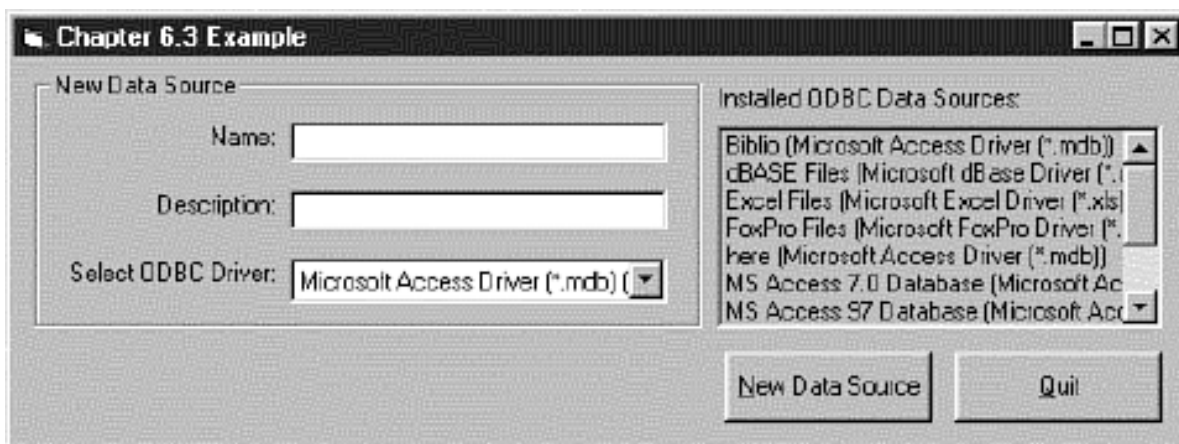 Chapter 6.3 Example
New Data Source
Name:
Description:
Select ODBC Driver:
Microsoft Access Driver (*.mdb) (
Installed ODBC Data Sources:
Biblio (Microsoft Access Driver (*.mdb))
dBASE Files (Microsoft dBase Driver (*.
Excel Files (Microsoft Excel Driver (*.xls)
FoxPro Files (Microsoft FoxPro Driver (*.
here (Microsoft Access Driver (*.mdb))
MS Access 7.0 Database (Microsoft Ac
MS Access 97 Database (Microsoft Acc
New Data Source
Quit